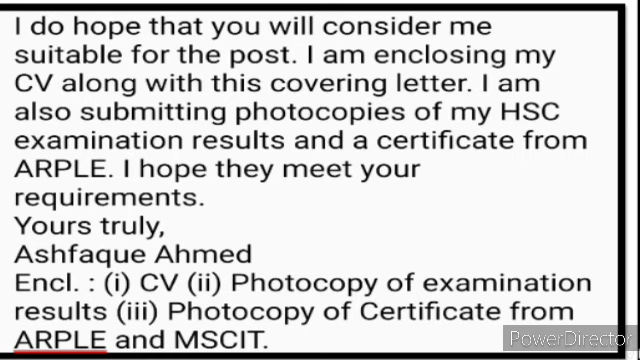 I do hope that you will consider me
suitable for the post. I am enclosing my
CV along with this covering letter. I am
also submitting photocopies of my HSC
examination results and a certificate from
ARPLE. I hope they meet your
requirements.
Yours truly,
Ashfaque Ahmed
Encl. : (i) CV (ii) Photocopy of examination
results (iii) Photocopy of Certificate from
ARPLE and MSCIT.
PowerDirector